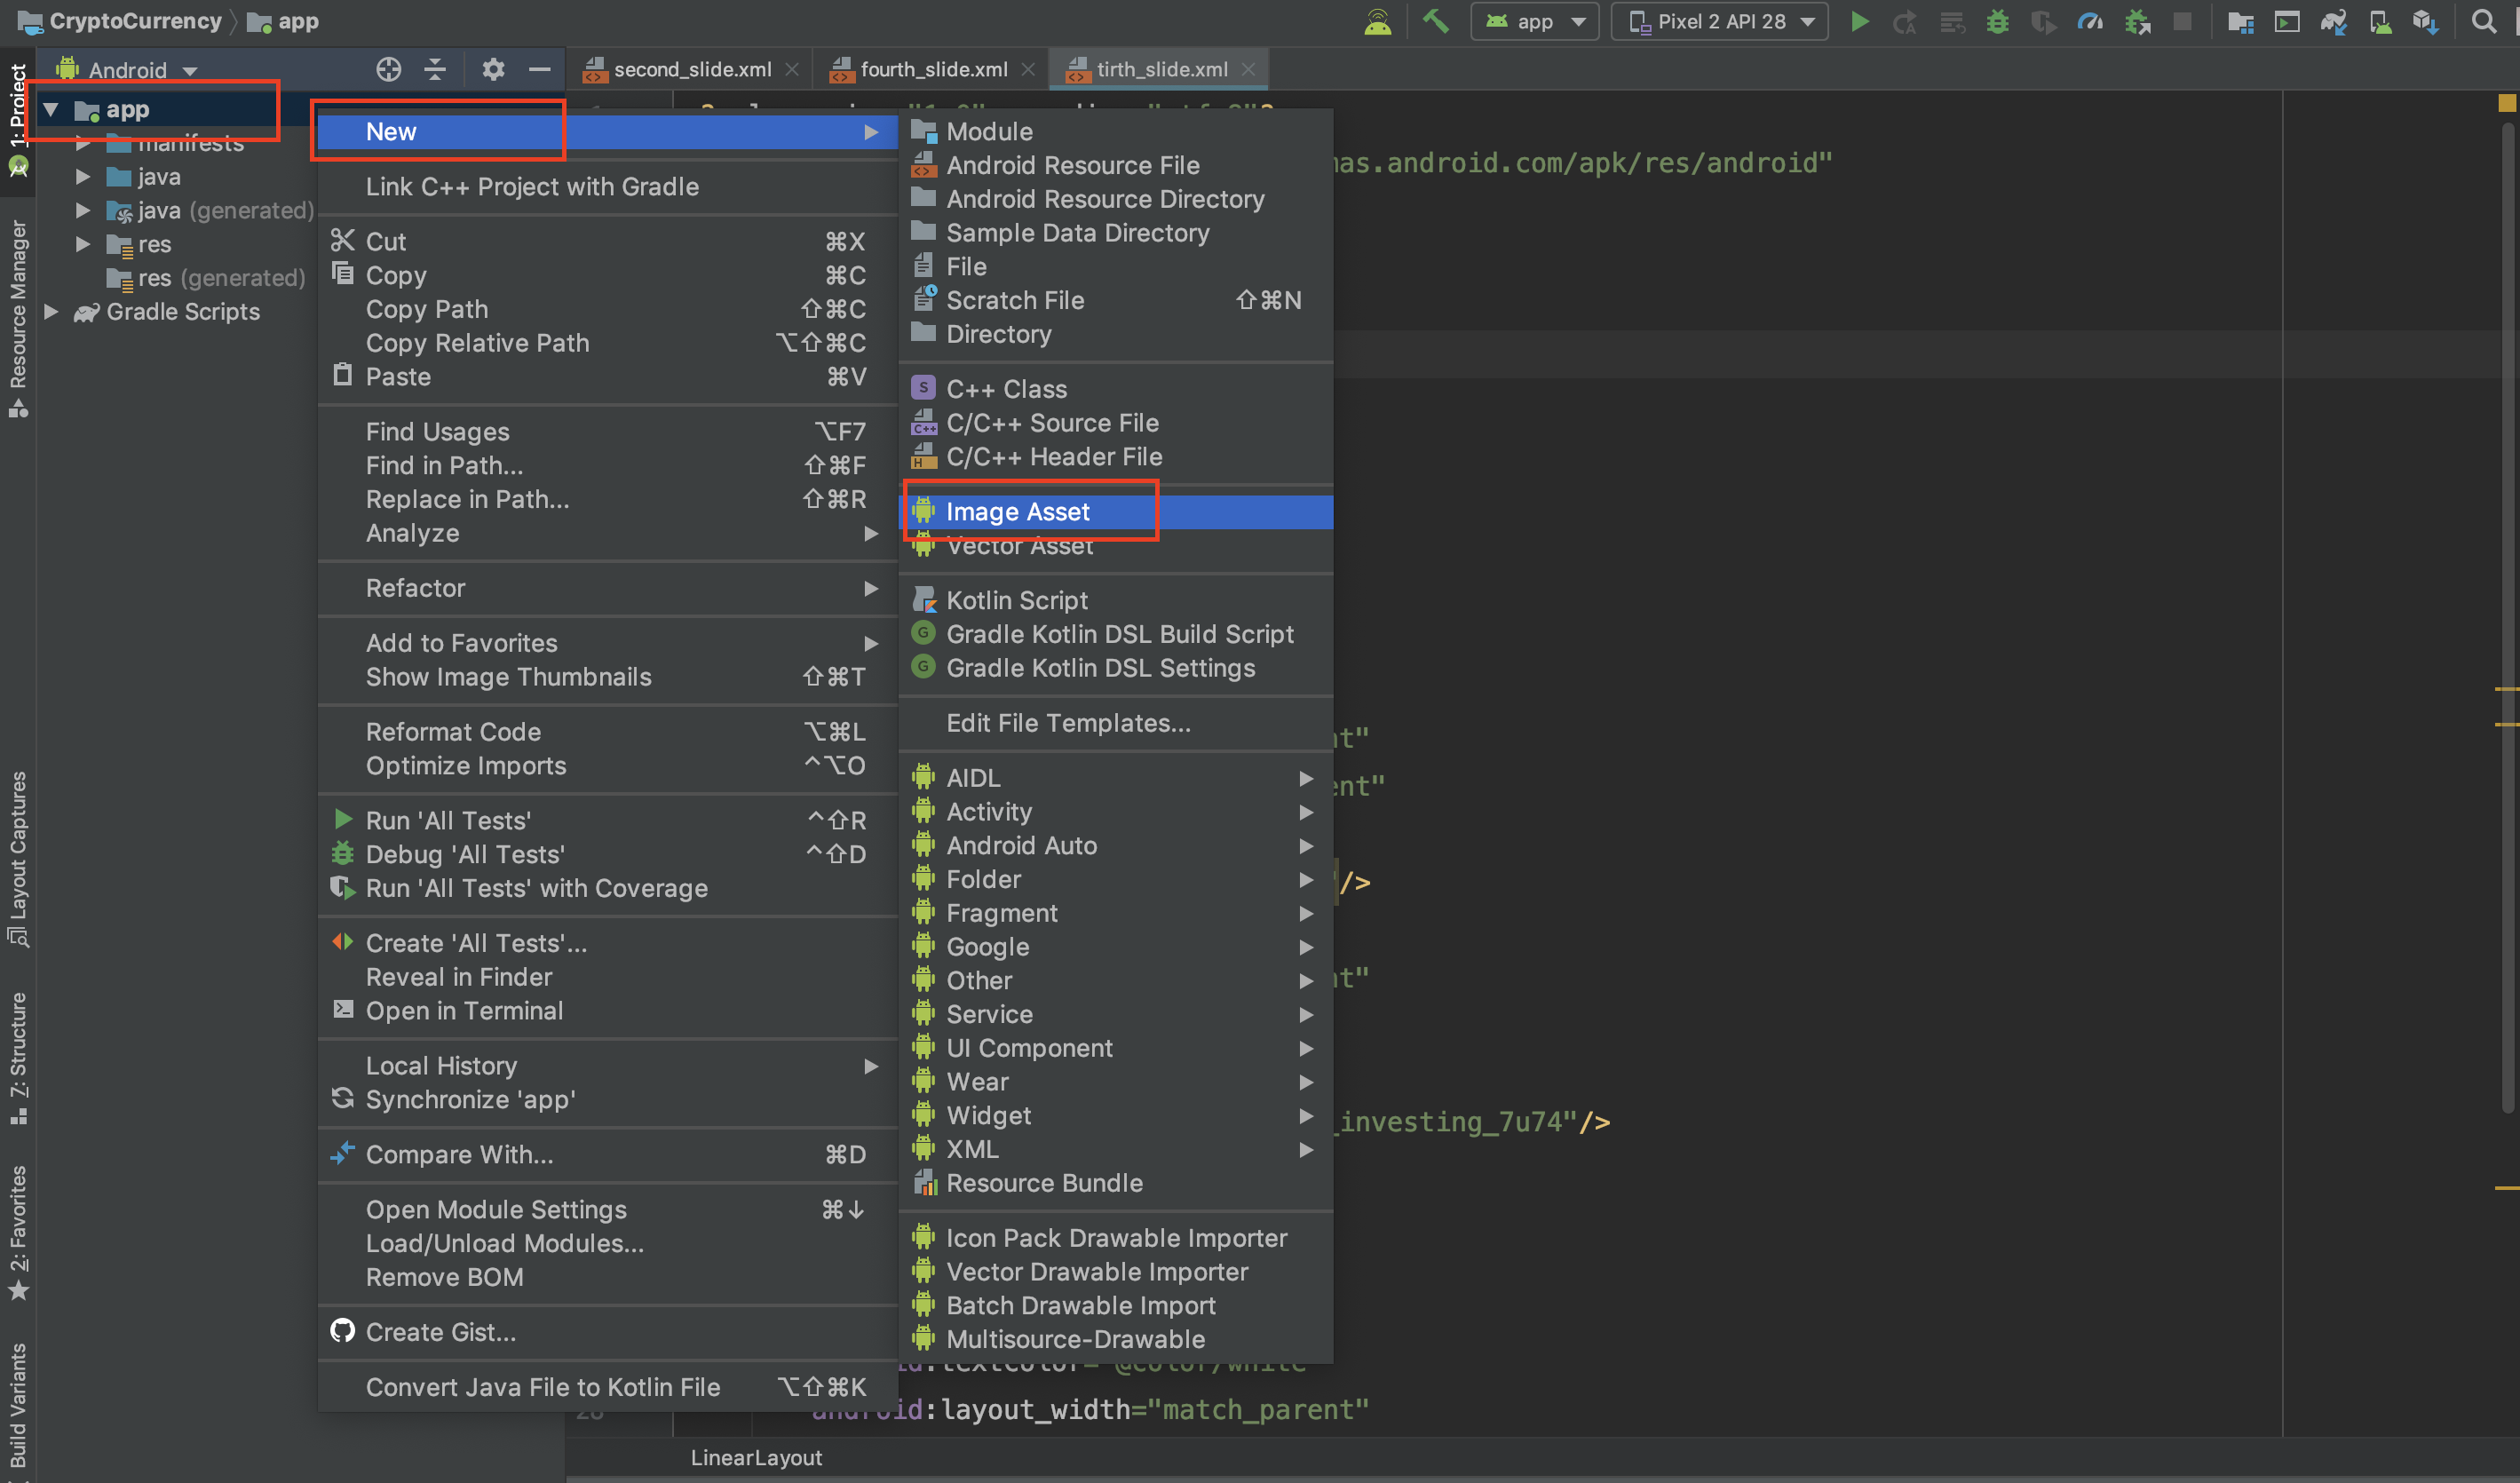 CryptoCurrency
app
app
Pixel 2 API 28
1: Project
Resource Manager
Layout Captures
7: Structure
2: Favorites
Build Variants
Android
app
manifests
java
java (generated)
res
res (generated)
Gradle Scripts
second_slide.xml
fourth_slide.xml
tirth_slide.xml
New
Link C++ Project with Gradle
Cut ⌘X
Copy ⌘C
Copy Path ⇧⌘C
Copy Relative Path ⌥⇧⌘C
Paste ⌘V
Find Usages ⌥F7
Find in Path... ⇧⌘F
Replace in Path... ⇧⌘R
Analyze
Refactor
Add to Favorites
Show Image Thumbnails ⇧⌘T
Reformat Code ⌥⌘L
Optimize Imports ^⌥O
Run 'All Tests' ^⇧R
Debug 'All Tests' ^⇧D
Run 'All Tests' with Coverage
Create 'All Tests'...
Reveal in Finder
Open in Terminal
Local History
Synchronize 'app'
Compare With... ⌘D
Open Module Settings ⌘↓
Load/Unload Modules...
Remove BOM
Create Gist...
Convert Java File to Kotlin File ⌥⇧⌘K
Module
Android Resource File
Android Resource Directory
Sample Data Directory
File
Scratch File ⇧⌘N
Directory
C++ Class
C/C++ Source File
C/C++ Header File
Image Asset
Vector Asset
Kotlin Script
Gradle Kotlin DSL Build Script
Gradle Kotlin DSL Settings
Edit File Templates...
AIDL
Activity
Android Auto
Folder
Fragment
Google
Other
Service
UI Component
Wear
Widget
XML
Resource Bundle
Icon Pack Drawable Importer
Vector Drawable Importer
Batch Drawable Import
Multisource-Drawable
mas.android.com/apk/res/android"
nt"
ent"
/>
nt"
_investing_7u74"/>
android:layout_width="match_parent"
LinearLayout